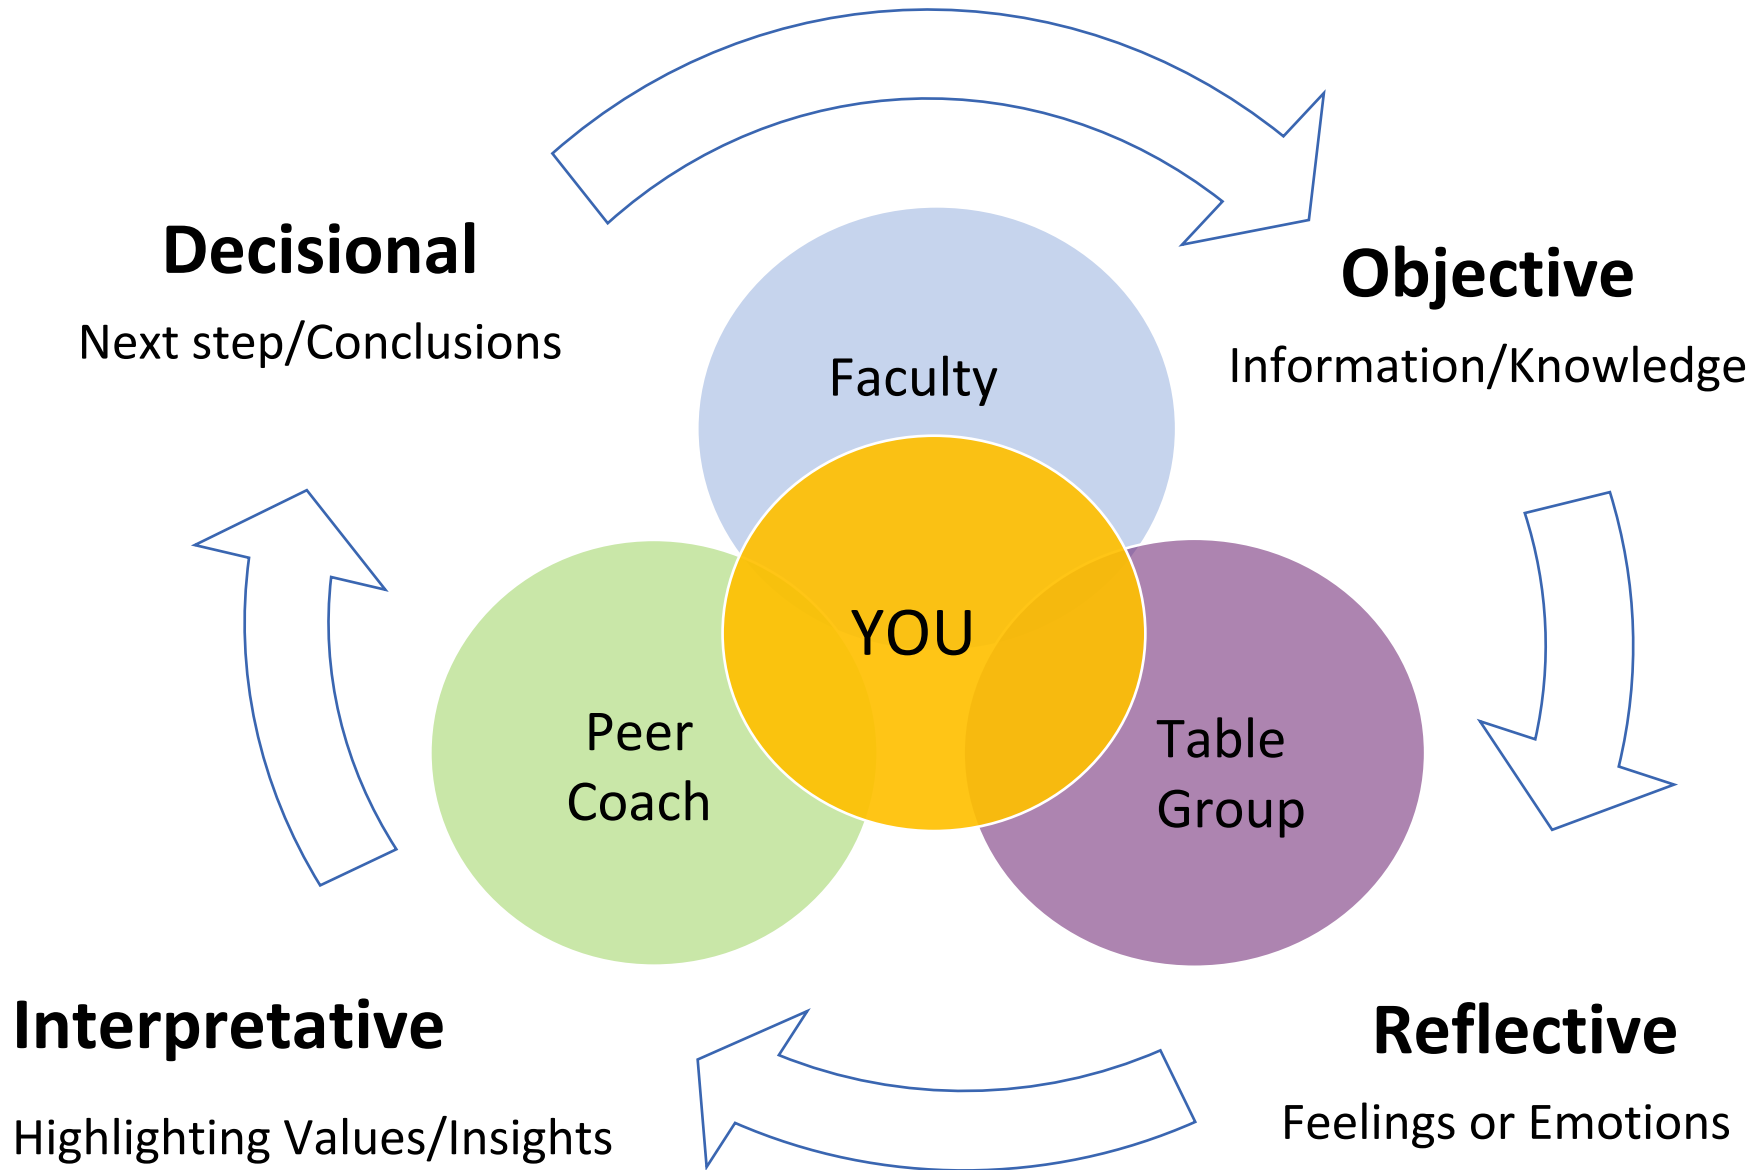 Decisional
Next step/Conclusions
Objective
Information/Knowledge
Faculty
YOU
Peer
Coach
Table
Group
Interpretative
Highlighting Values/Insights
Reflective
Feelings or Emotions